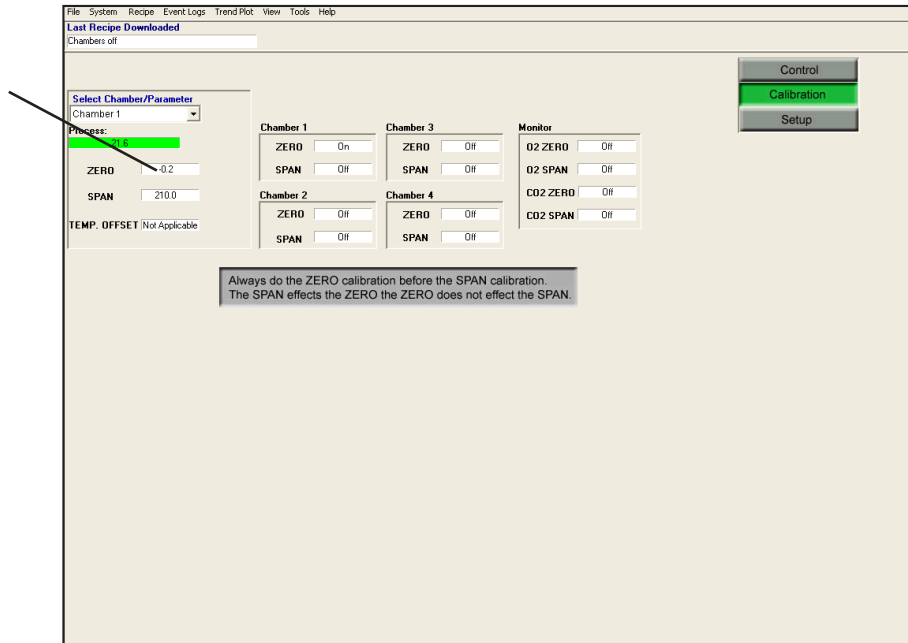 File System Recipe Event Logs Trend Plot View Tools Help
Last Recipe Downloaded
Chambers off
Control
Calibration
Setup
Select Chamber/Parameter
Chamber 1
Process:
21.6
ZERO -0.2
SPAN 210.0
TEMP. OFFSET Not Applicable
Chamber 1
ZERO On
SPAN Off
Chamber 2
ZERO Off
SPAN Off
Chamber 3
ZERO Off
SPAN Off
Chamber 4
ZERO Off
SPAN Off
Monitor
O2 ZERO Off
O2 SPAN Off
CO2 ZERO Off
CO2 SPAN Off
Always do the ZERO calibration before the SPAN calibration.
The SPAN effects the ZERO the ZERO does not effect the SPAN.